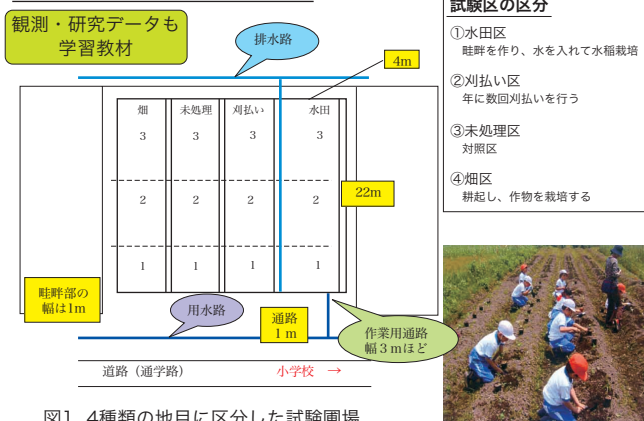 観測・研究データも
学習教材
排水路
4m
畑 未処理 刈払い 水田
3 3 3 3
2 2 2 2
22m
1 1 1 1
畦畔部の
幅は1m
用水路
通路
1 m
作業用通路
幅３mほど
道路（通学路） 小学校 →
図1 4種類の地目に区分した試験圃場
試験区の区分
①水田区
畦畔を作り、水を入れて水稲栽培
②刈払い区
年に数回刈払いを行う
③未処理区
対照区
④畑区
耕起し、作物を栽培する